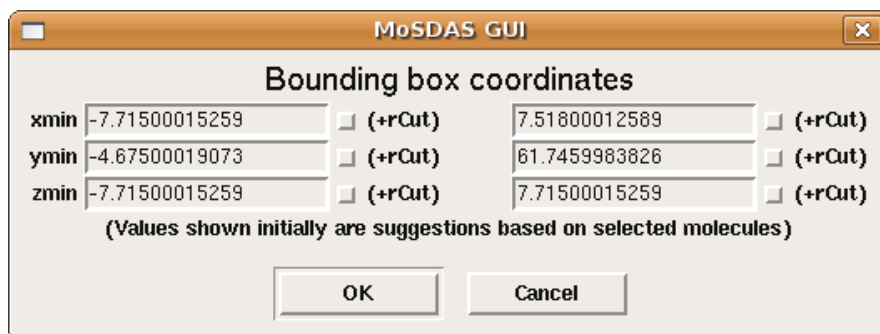 MoSDAS GUI
Bounding box coordinates
xmin -7.71500015259 (+rCut) 7.51800012589 (+rCut)
ymin -4.67500019073 (+rCut) 61.7459983826 (+rCut)
zmin -7.71500015259 (+rCut) 7.71500015259 (+rCut)
(Values shown initially are suggestions based on selected molecules)
OK Cancel